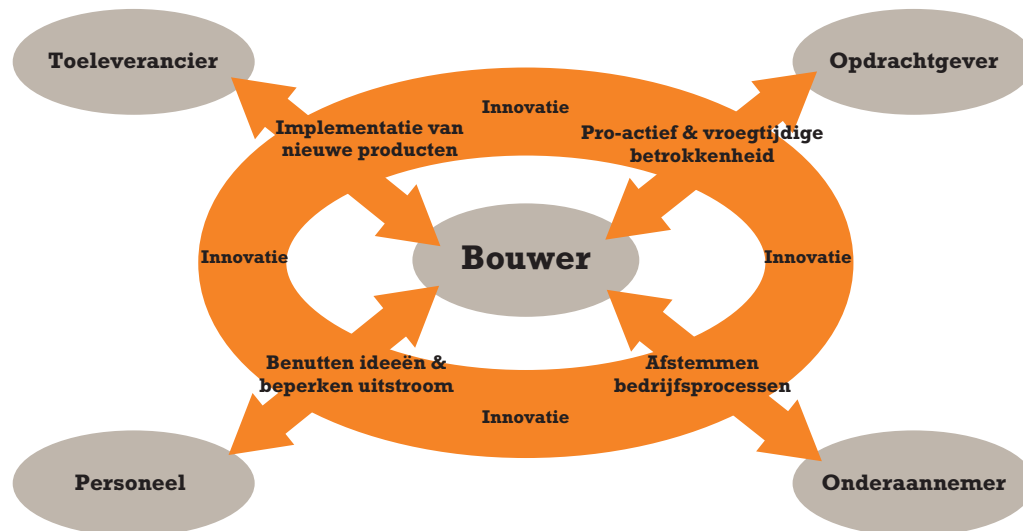 Toeleverancier
Opdrachtgever
Innovatie
Implementatie van
nieuwe producten
Pro-actief & vroegtijdige
betrokkenheid
Innovatie
Bouwer
Innovatie
Benutten ideeën &
beperken uitstroom
Afstemmen
bedrijfsprocessen
Innovatie
Personeel
Onderaannemer